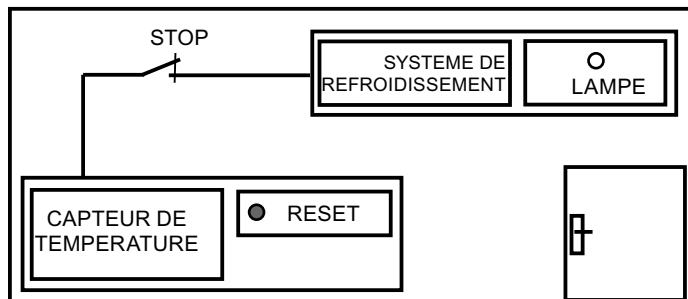 STOP
SYSTEME DE
REFROIDISSEMENT
LAMPE
CAPTEUR DE
TEMPERATURE
RESET